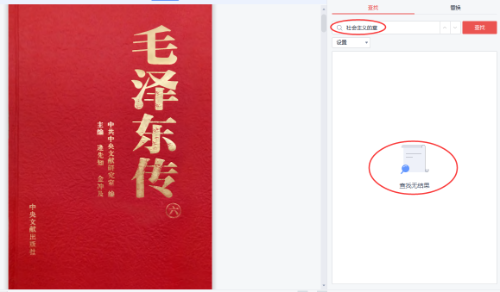 毛泽东传
六
中共中央文献研究室 编
主编 逄先知 金冲及
中央文献出版社
查找
替换
社会主义改造
查找
设置
查找无结果